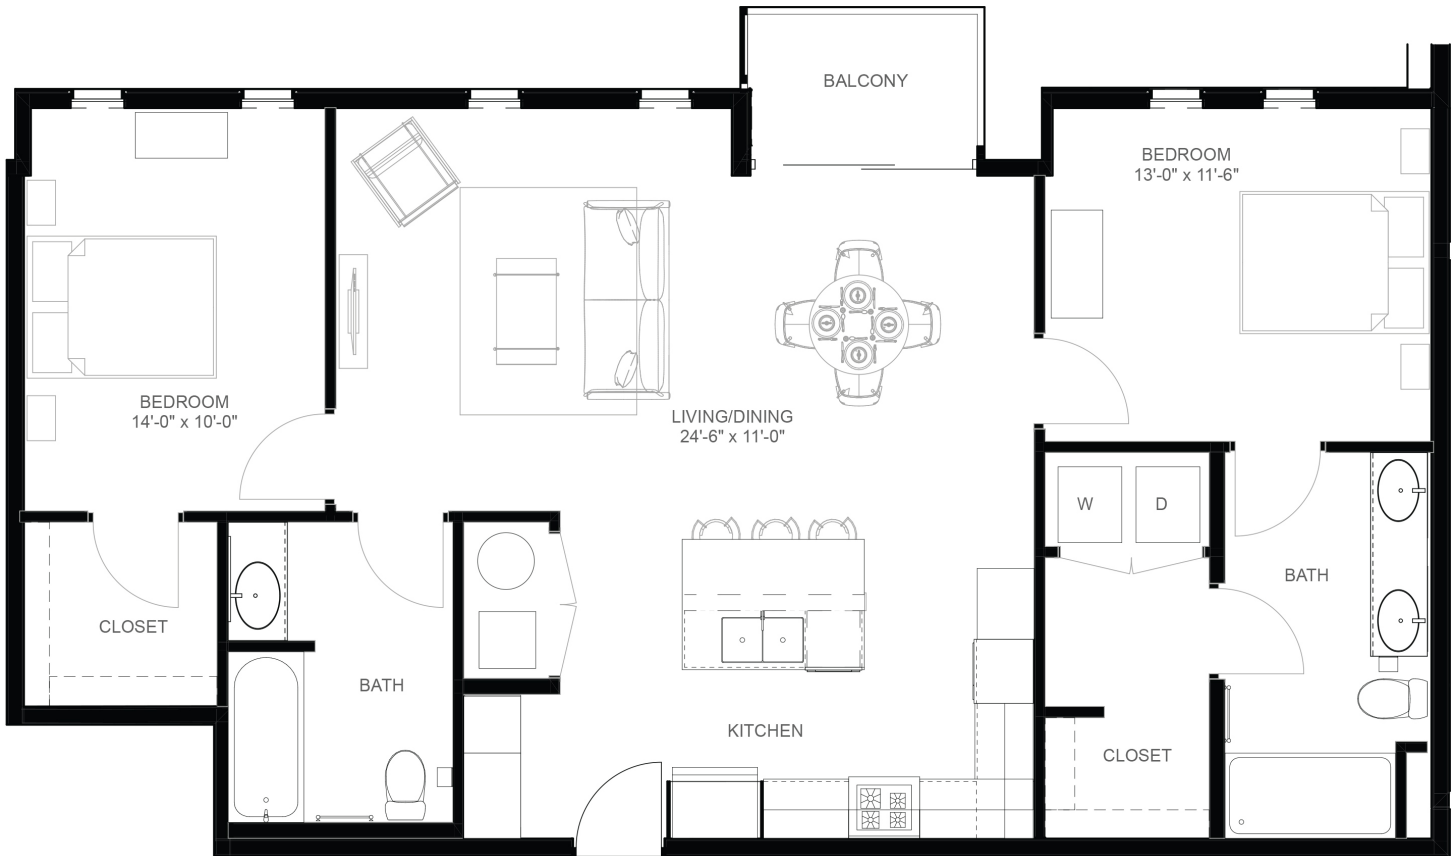 BALCONY
BEDROOM
13'-0" x 11'-6"
BEDROOM
14'-0" x 10'-0"
LIVING/DINING
24'-6" x 11'-0"
W
D
BATH
CLOSET
BATH
KITCHEN
CLOSET